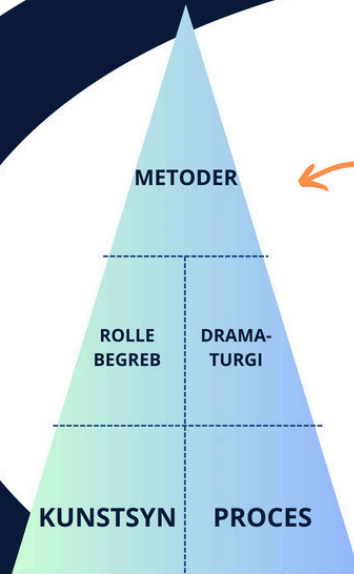 METODER
ROLLE
BEGREB
DRAMA-
TURGI
KUNSTSYN
PROCES